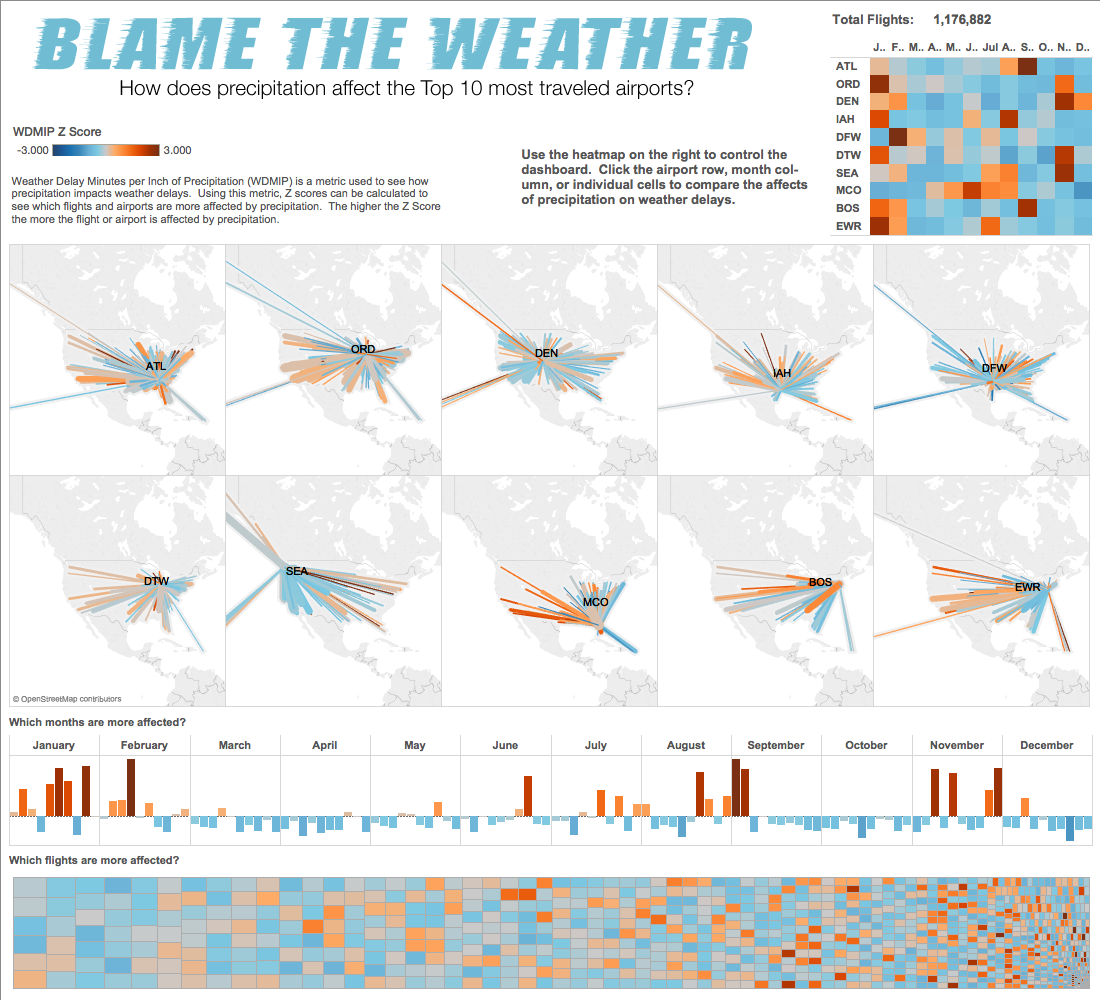 BLAME THE WEATHER
How does precipitation affect the Top 10 most traveled airports?
Total Flights: 1,176,882
J.. F.. M.. A.. M.. J.. Jul A.. S.. O.. N.. D..
ATL
ORD
DEN
IAH
DFW
DTW
SEA
MCO
BOS
EWR
WDMIP Z Score
-3.000 3.000
Weather Delay Minutes per Inch of Precipitation (WDMIP) is a metric used to see how
precipitation impacts weather delays. Using this metric, Z scores can be calculated to
see which flights and airports are more affected by precipitation. The higher the Z Score
the more the flight or airport is affected by precipitation.
Use the heatmap on the right to control the
dashboard. Click the airport row, month col-
umn, or individual cells to compare the affects
of precipitation on weather delays.
ATL
ORD
DEN
IAH
DFW
DTW
SEA
MCO
BOS
EWR
© OpenStreetMap contributors
Which months are more affected?
January February March April May June July August September October November December
Which flights are more affected?